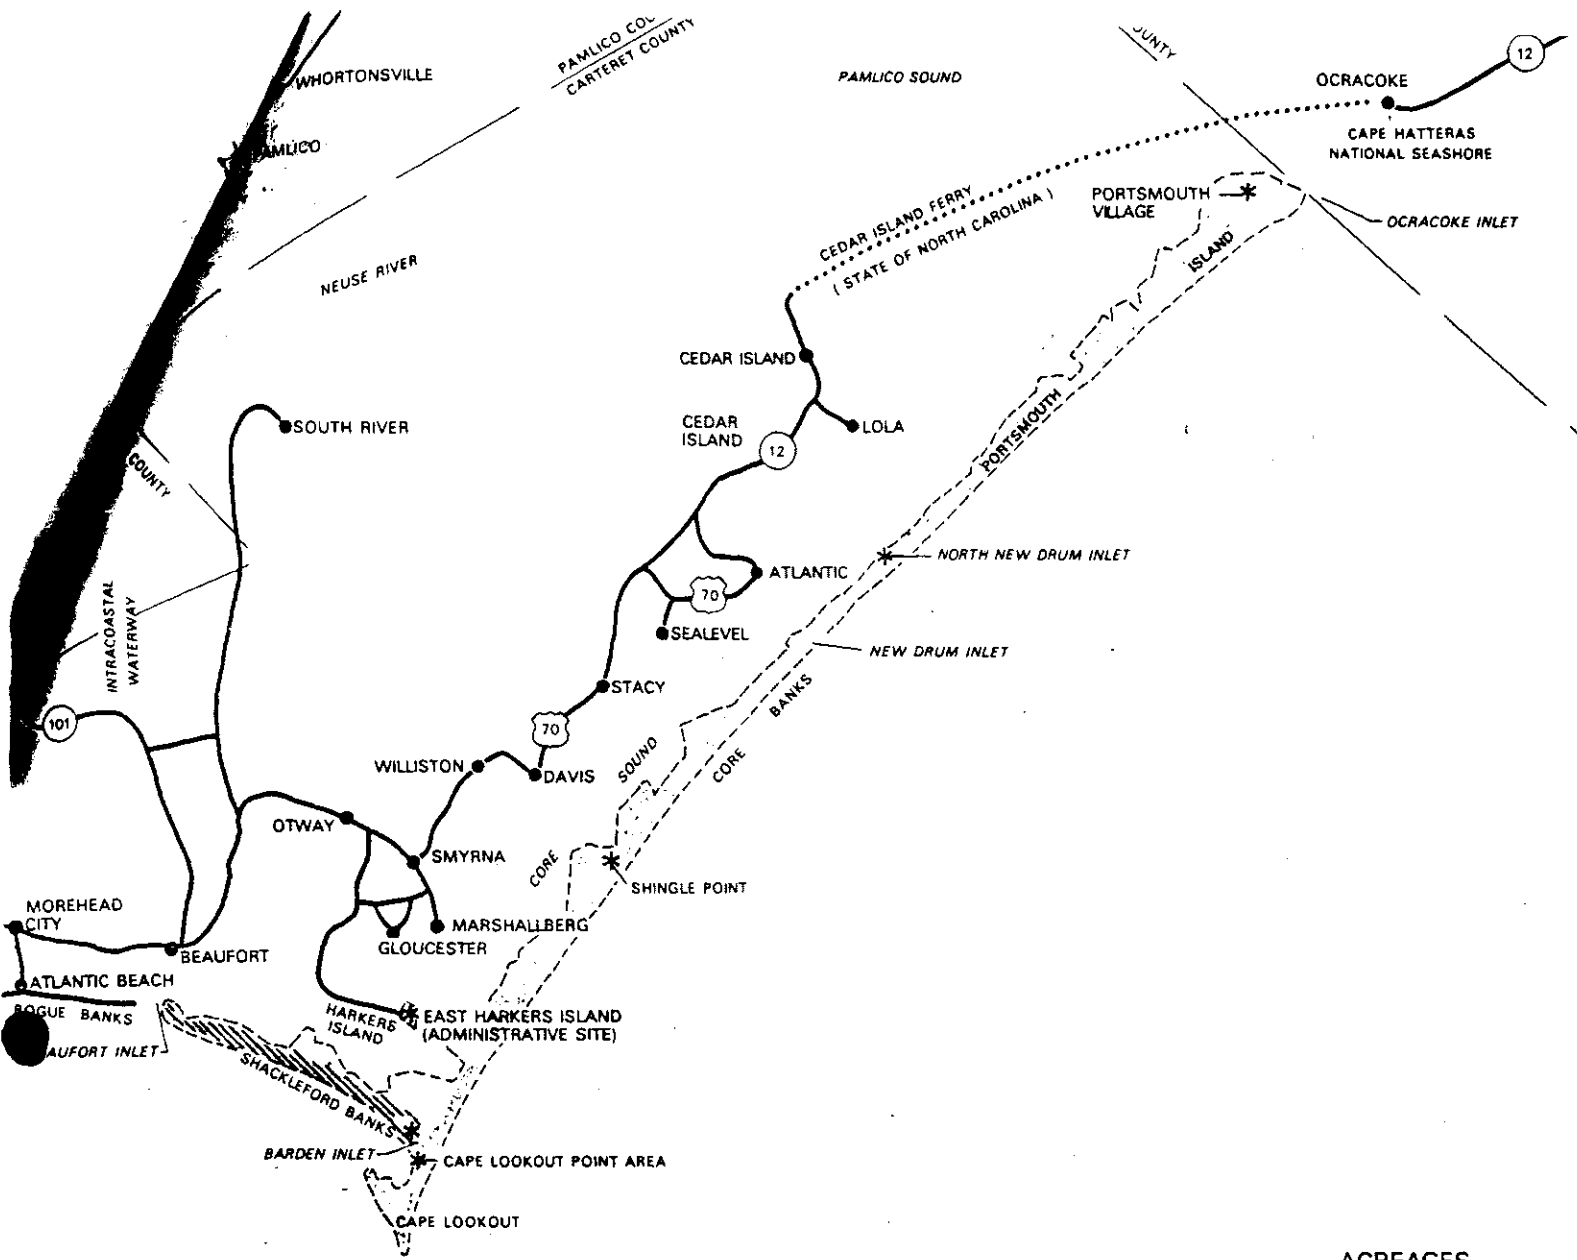 WHORTONSVILLE
PAMLICO
CARTERET COUNTY
PAMLICO SOUND
12
OCRACOKE
CAPE HATTERAS
NATIONAL SEASHORE
PORTSMOUTH
VILLAGE
OCRACOKE INLET
CEDAR ISLAND FERRY
( STATE OF NORTH CAROLINA )
ISLAND
NEUSE RIVER
CEDAR ISLAND
SOUTH RIVER
CEDAR
ISLAND
12
LOLA
PORTSMOUTH
COUNTY
NORTH NEW DRUM INLET
ATLANTIC
70
SEALEVEL
INTRACOASTAL
WATERWAY
NEW DRUM INLET
STACY
BANKS
101
70
WILLISTON
DAVIS
SOUND
CORE
OTWAY
SMYRNA
CORE
SHINGLE POINT
MOREHEAD
CITY
MARSHALLBERG
GLOUCESTER
BEAUFORT
ATLANTIC BEACH
BOGUE BANKS
HARKERS
ISLAND
EAST HARKERS ISLAND
(ADMINISTRATIVE SITE)
AUFORT INLET
SHACKLEFORD BANKS
BARDEN INLET
CAPE LOOKOUT POINT AREA
CAPE LOOKOUT
ACREAGES